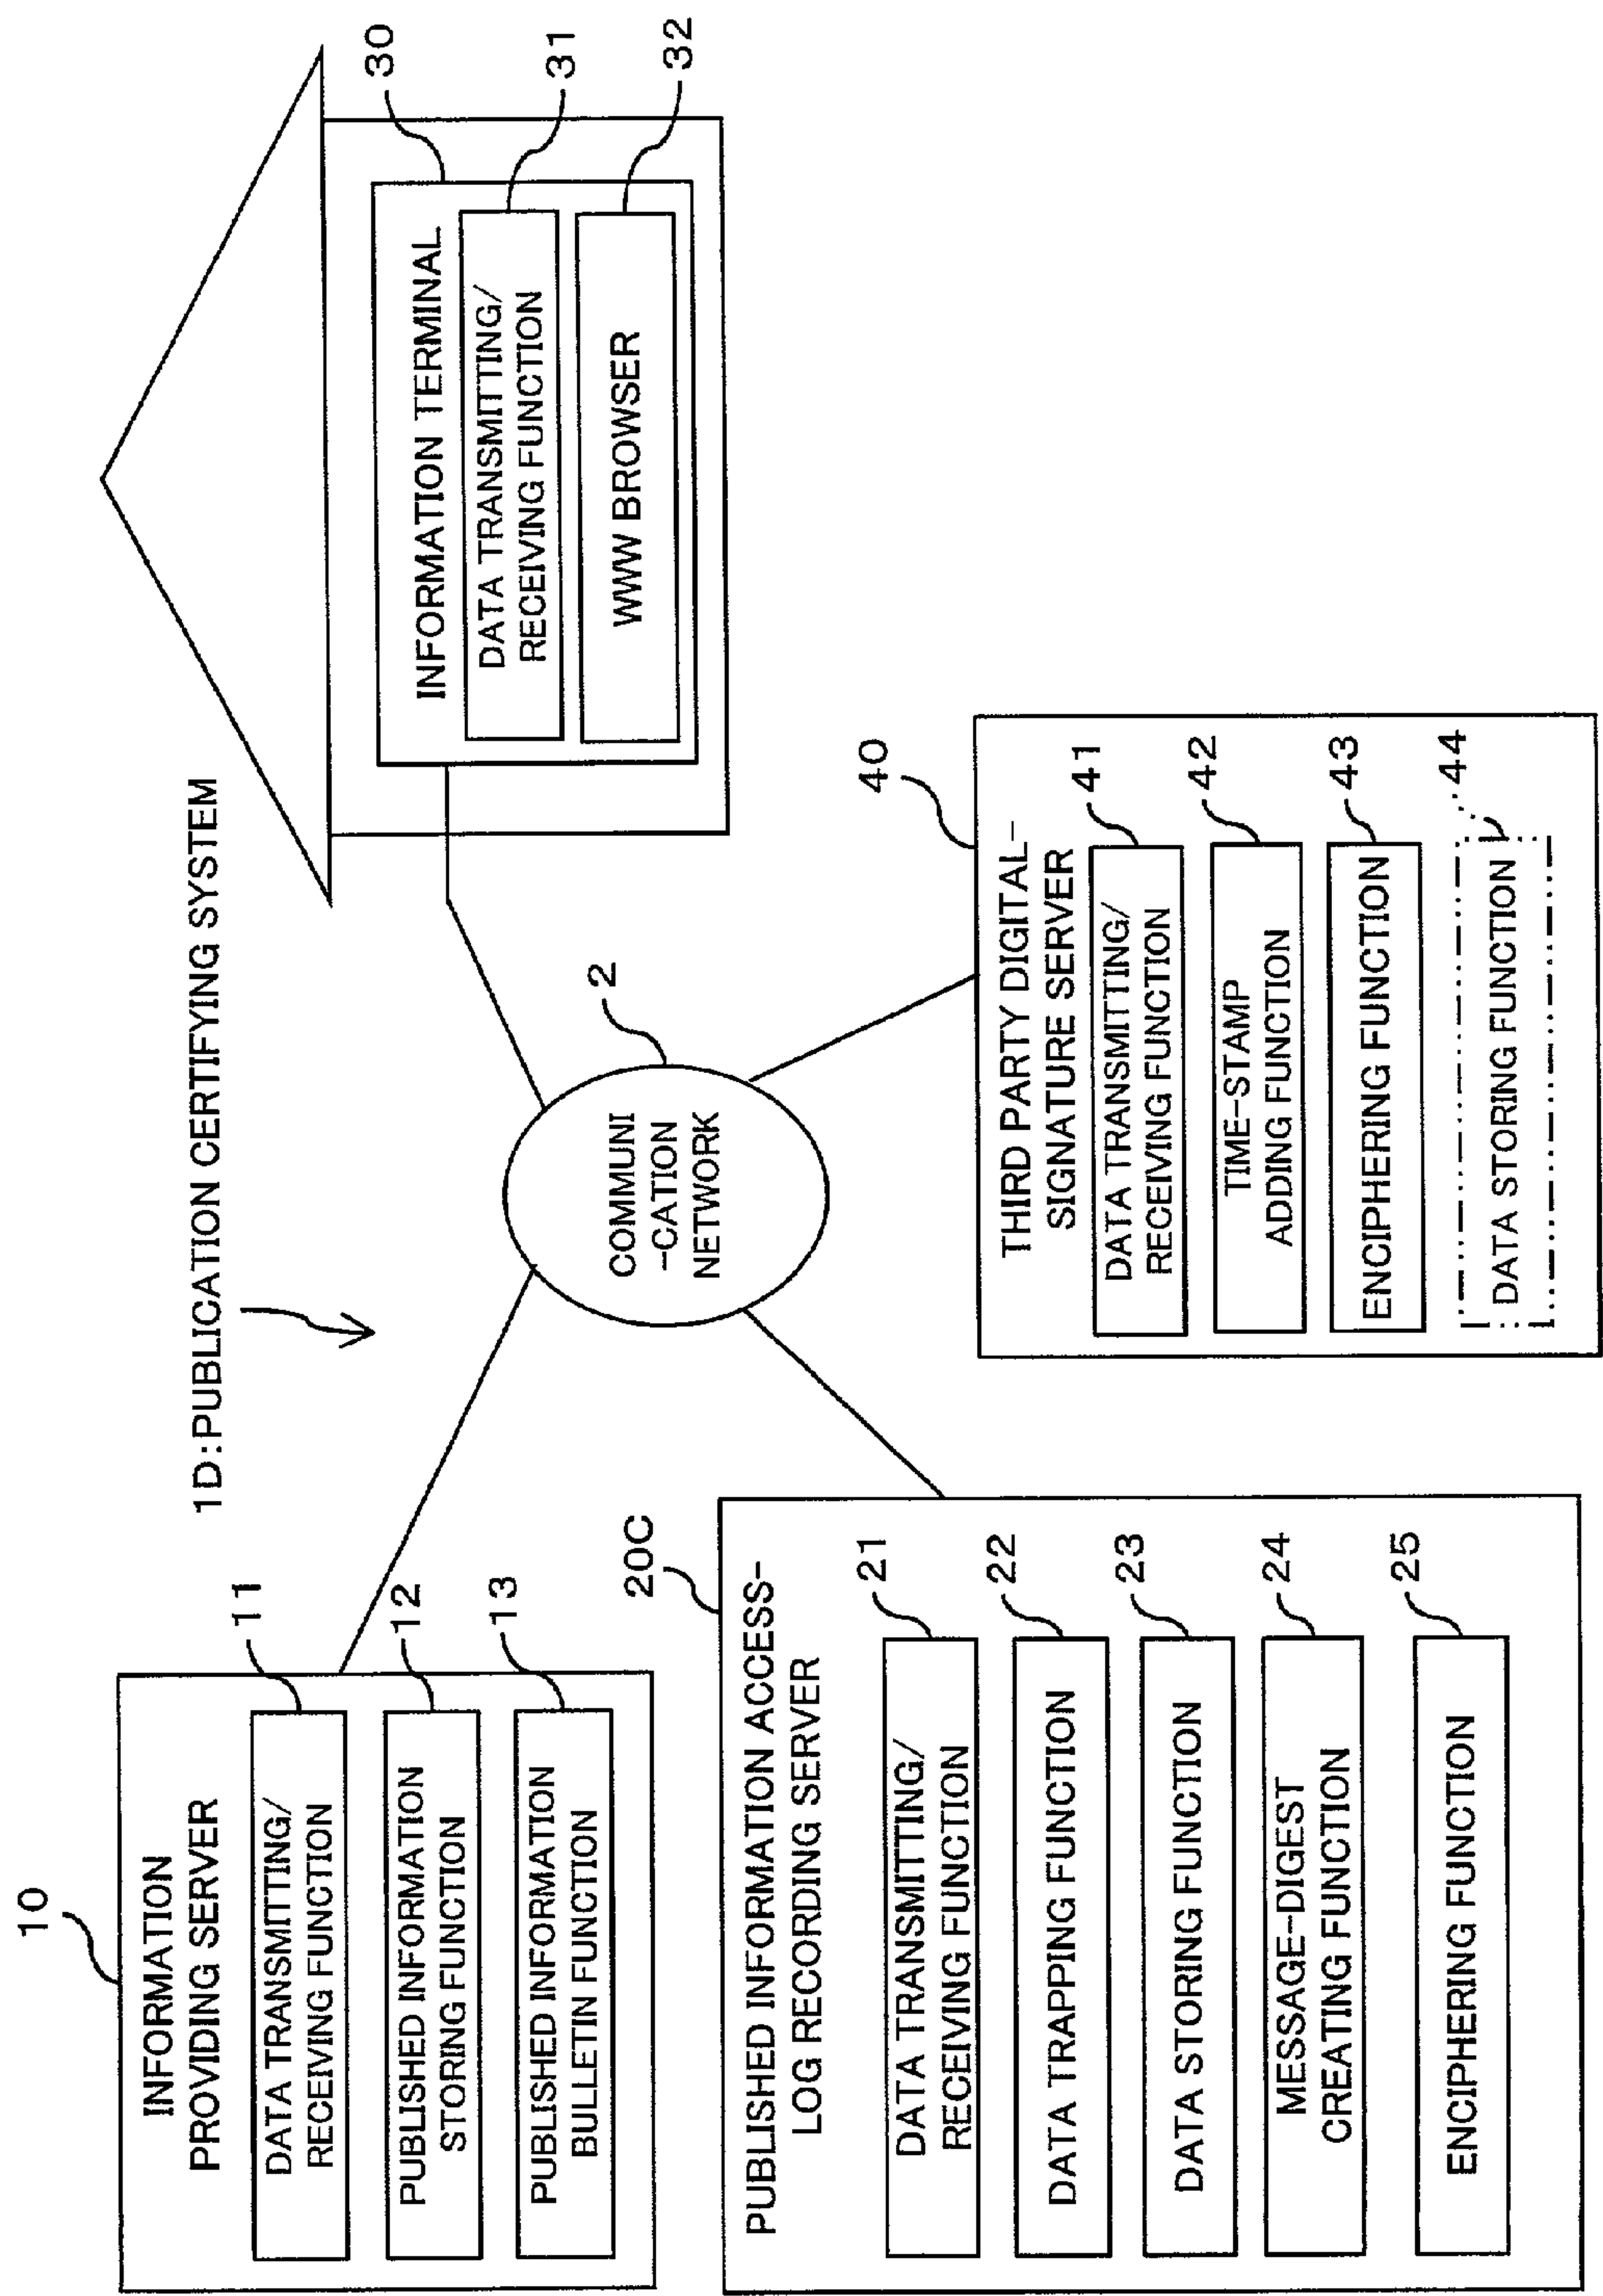 1D:PUBLICATION CERTIFYING SYSTEM
10
INFORMATION
PROVIDING SERVER
11
DATA TRANSMITTING/
RECEIVING FUNCTION
12
PUBLISHED INFORMATION
STORING FUNCTION
13
PUBLISHED INFORMATION
BULLETIN FUNCTION
2
COMMUNI
-CATION
NETWORK
30
INFORMATION TERMINAL
31
DATA TRANSMITTING/
RECEIVING FUNCTION
32
WWW BROWSER
20C
PUBLISHED INFORMATION ACCESS-
LOG RECORDING SERVER
21
DATA TRANSMITTING/
RECEIVING FUNCTION
22
DATA TRAPPING FUNCTION
23
DATA STORING FUNCTION
24
MESSAGE-DIGEST
CREATING FUNCTION
25
ENCIPHERING FUNCTION
40
THIRD PARTY DIGITAL-
SIGNATURE SERVER
41
DATA TRANSMITTING/
RECEIVING FUNCTION
42
TIME-STAMP
ADDING FUNCTION
43
ENCIPHERING FUNCTION
44
DATA STORING FUNCTION